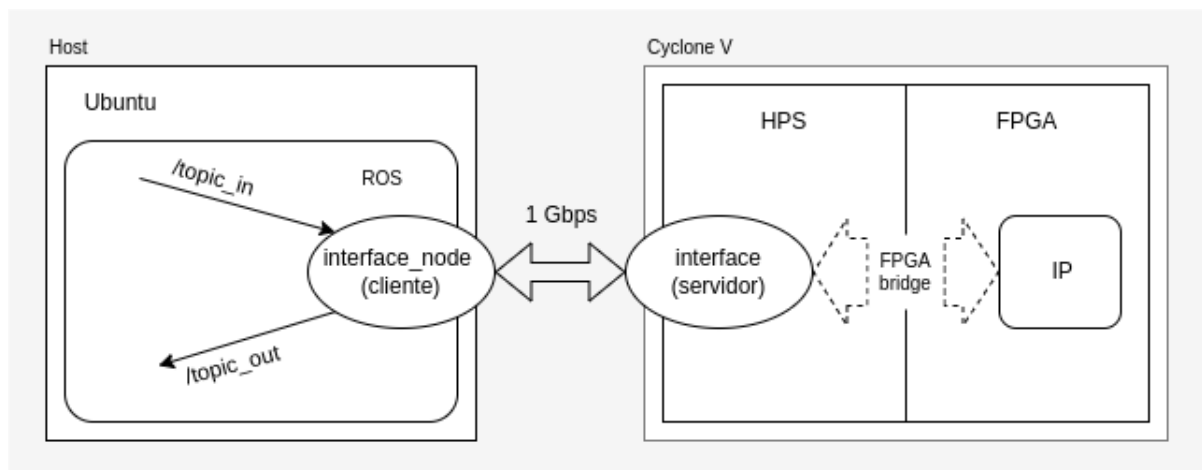 Host
Ubuntu
/topic_in
ROS
interface_node
(cliente)
/topic_out
1 Gbps
Cyclone V
HPS
FPGA
interface
(servidor)
FPGA
bridge
IP